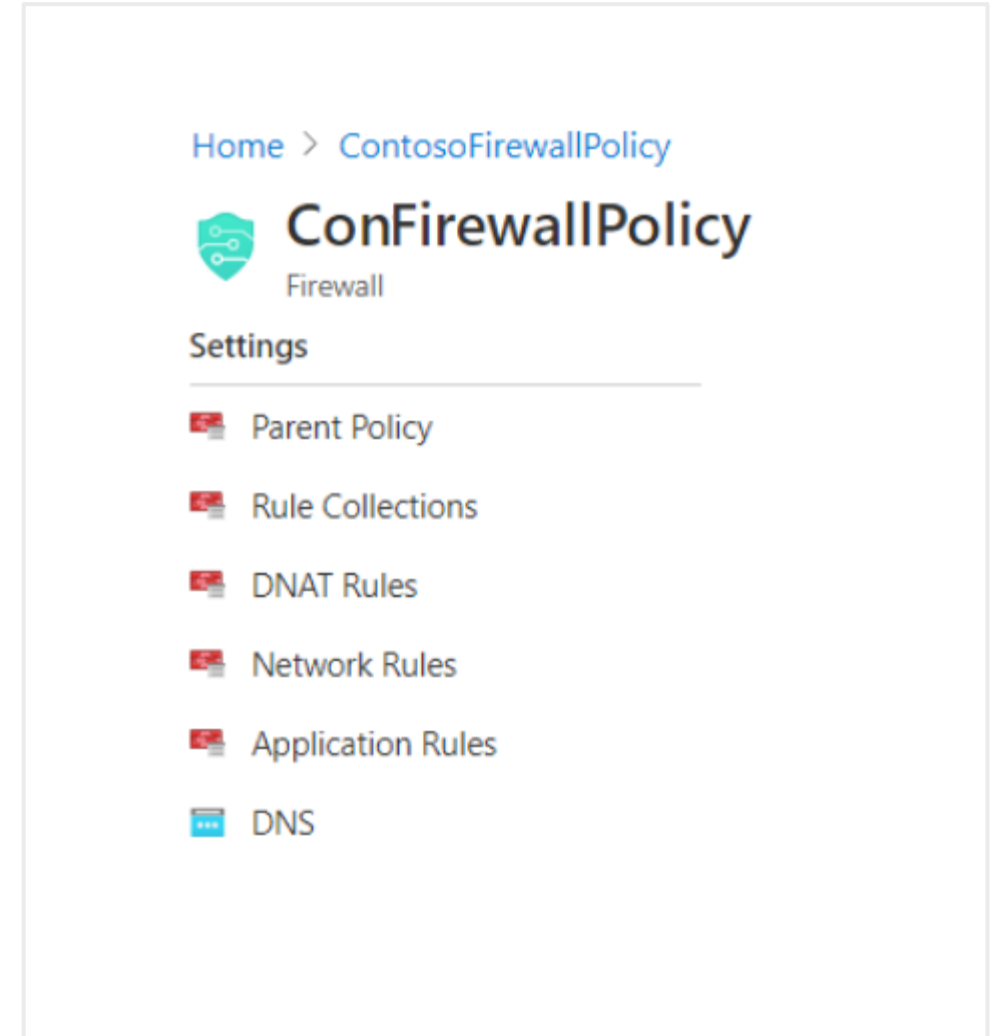 Home > ContosoFirewallPolicy
ConFirewallPolicy
Firewall
Settings
Parent Policy
Rule Collections
DNAT Rules
Network Rules
Application Rules
DNS